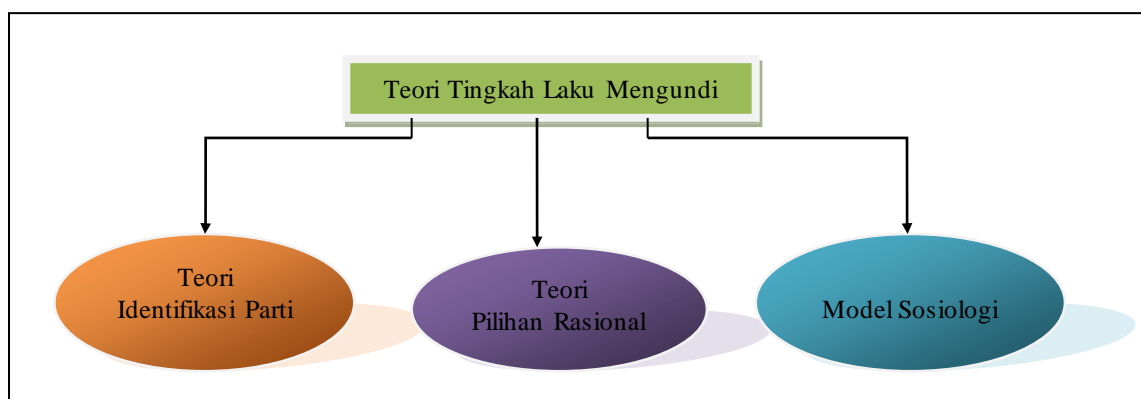 Teori Tingkah Laku Mengundi
Teori
Identifikasi Parti
Teori
Pilihan Rasional
Model Sosiologi